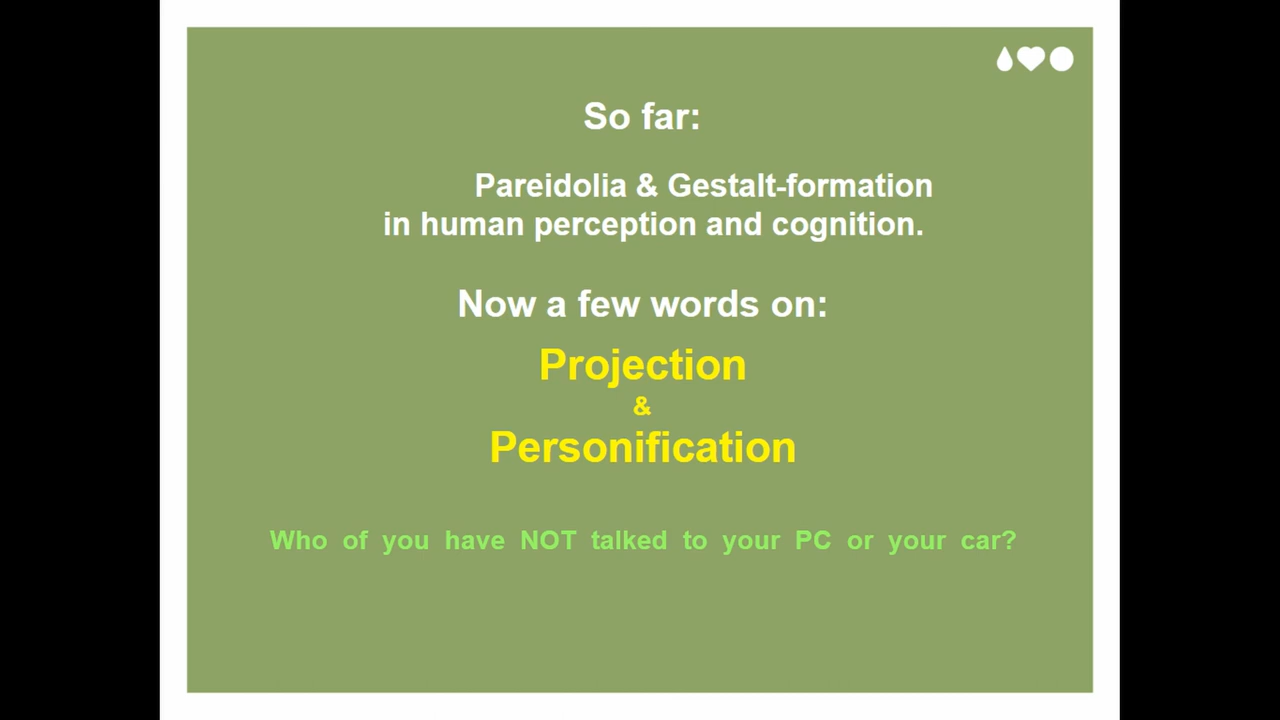 So far:
Pareidolia & Gestalt-formation
in human perception and cognition.
Now a few words on:
Projection
&
Personification
Who of you have NOT talked to your PC or your car?